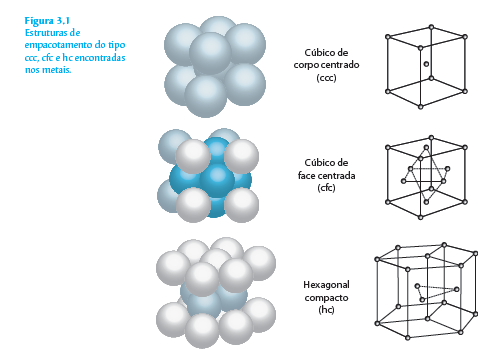 Figura 3.1
Estruturas de
empacotamento do tipo
ccc, cfc e hc encontradas
nos metais.
Cúbico de
corpo centrado
(ccc)
Cúbico de
face centrada
(cfc)
Hexagonal
compacto
(hc)